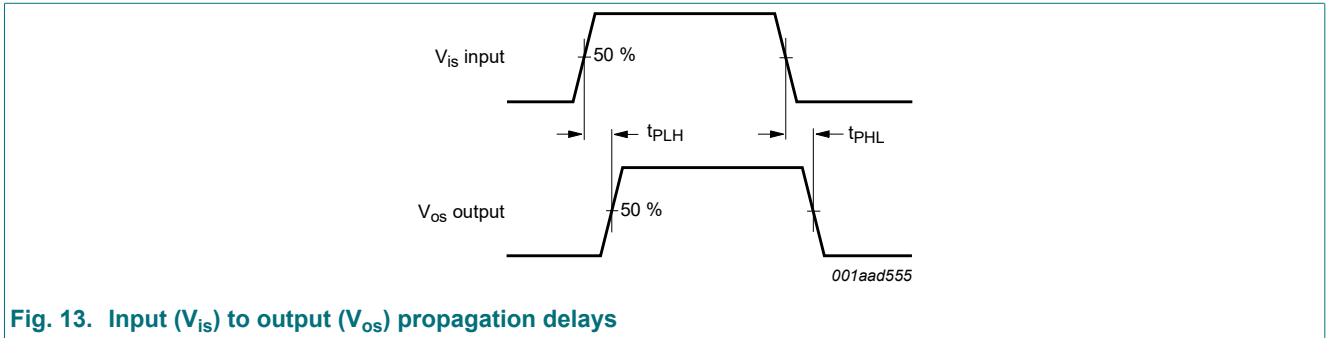 V_is input
50 %
t_PLH
t_PHL
V_os output
50 %
001aad555
Fig. 13. Input (V_is) to output (V_os) propagation delays